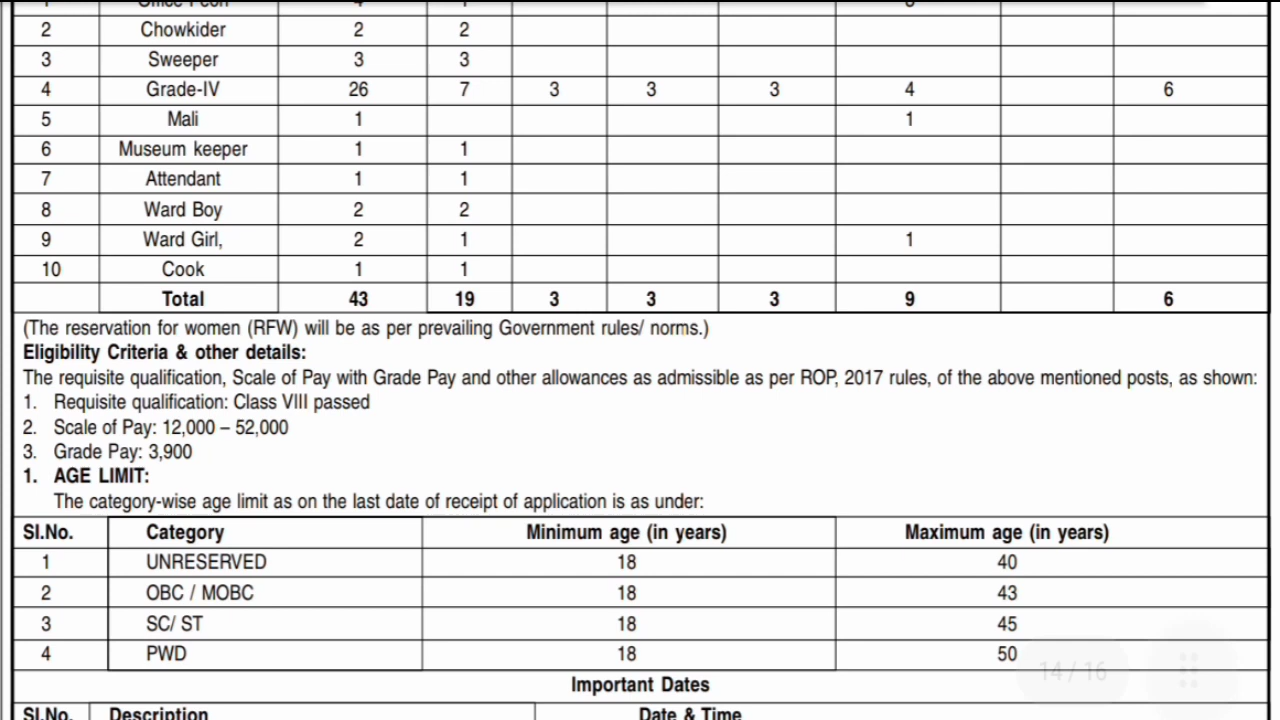 1 Office Peon 4 1 3
2 Chowkider 2 2
3 Sweeper 3 3
4 Grade-IV 26 7 3 3 3 4 6
5 Mali 1 1
6 Museum keeper 1 1
7 Attendant 1 1
8 Ward Boy 2 2
9 Ward Girl, 2 1 1
10 Cook 1 1
Total 43 19 3 3 3 9 6
(The reservation for women (RFW) will be as per prevailing Government rules/ norms.)
Eligibility Criteria & other details:
The requisite qualification, Scale of Pay with Grade Pay and other allowances as admissible as per ROP, 2017 rules, of the above mentioned posts, as shown:
1. Requisite qualification: Class VIII passed
2. Scale of Pay: 12,000 – 52,000
3. Grade Pay: 3,900
1. AGE LIMIT:
The category-wise age limit as on the last date of receipt of application is as under:
Sl.No. Category Minimum age (in years) Maximum age (in years)
1 UNRESERVED 18 40
2 OBC / MOBC 18 43
3 SC/ ST 18 45
4 PWD 18 50
14 / 16
Important Dates
Sl.No. Description Date & Time